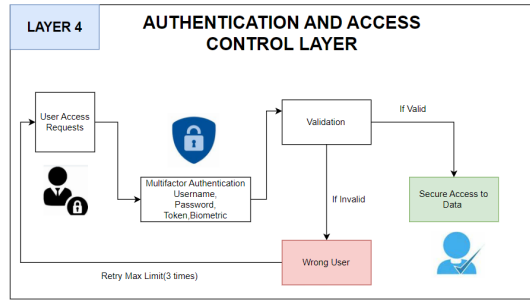 LAYER 4
AUTHENTICATION AND ACCESS
CONTROL LAYER
User Access
Requests
Multifactor Authentication
Username,
Password,
Token,Biometric
Validation
If Valid
If Invalid
Secure Access to
Data
Wrong User
Retry Max Limit(3 times)